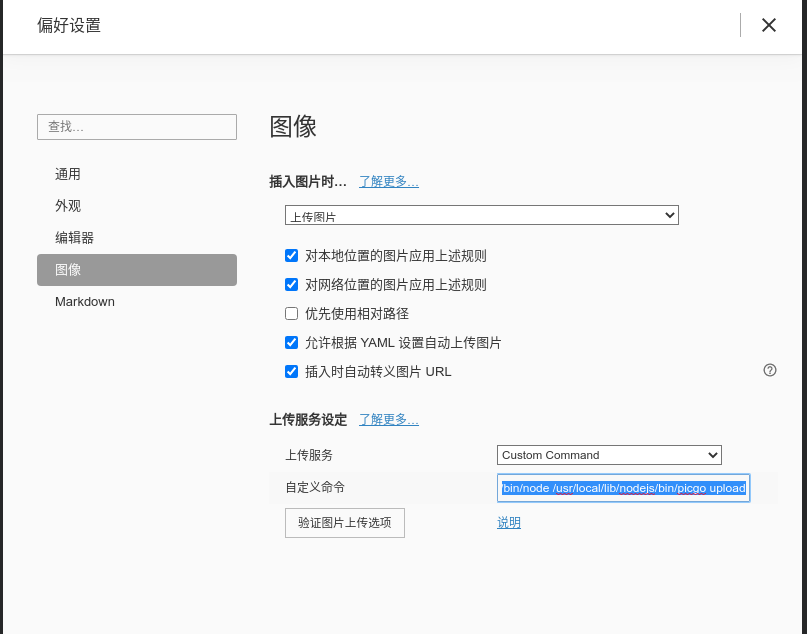 偏好设置
查找…
通用
外观
编辑器
图像
Markdown
图像
插入图片时… 了解更多…
上传图片
对本地位置的图片应用上述规则
对网络位置的图片应用上述规则
优先使用相对路径
允许根据 YAML 设置自动上传图片
插入时自动转义图片 URL
上传服务设定 了解更多…
上传服务 Custom Command
自定义命令 /bin/node /usr/local/lib/nodejs/bin/picgo upload
验证图片上传选项 说明